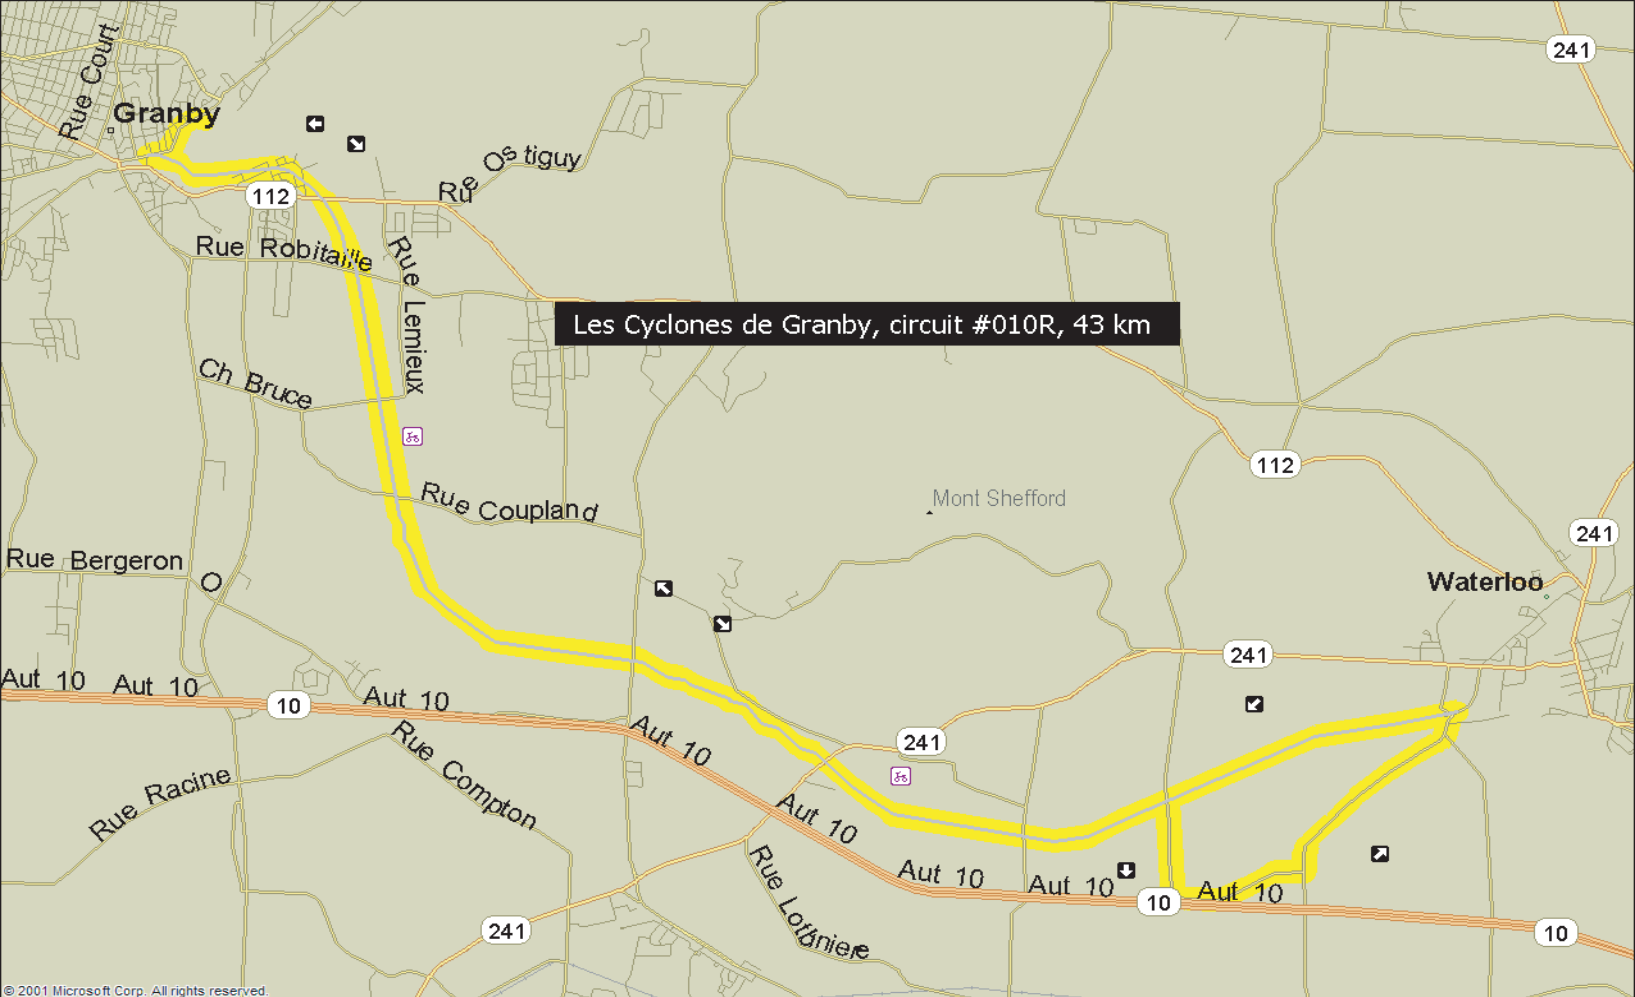 241
Rue Court
Granby
Rue Ostiguy
112
Rue Robitaille
Rue Lemieux
Les Cyclones de Granby, circuit #010R, 43 km
Ch Bruce
112
Rue Coupland
Mont Shefford
241
Rue Bergeron
O
Waterloo
241
Aut 10
Aut 10
10
Aut 10
Rue Compton
Aut 10
241
Rue Racine
Aut 10
Rue
Aut 10
Aut 10
10
Aut 10
241
10
© 2001 Microsoft Corp. All rights reserved.